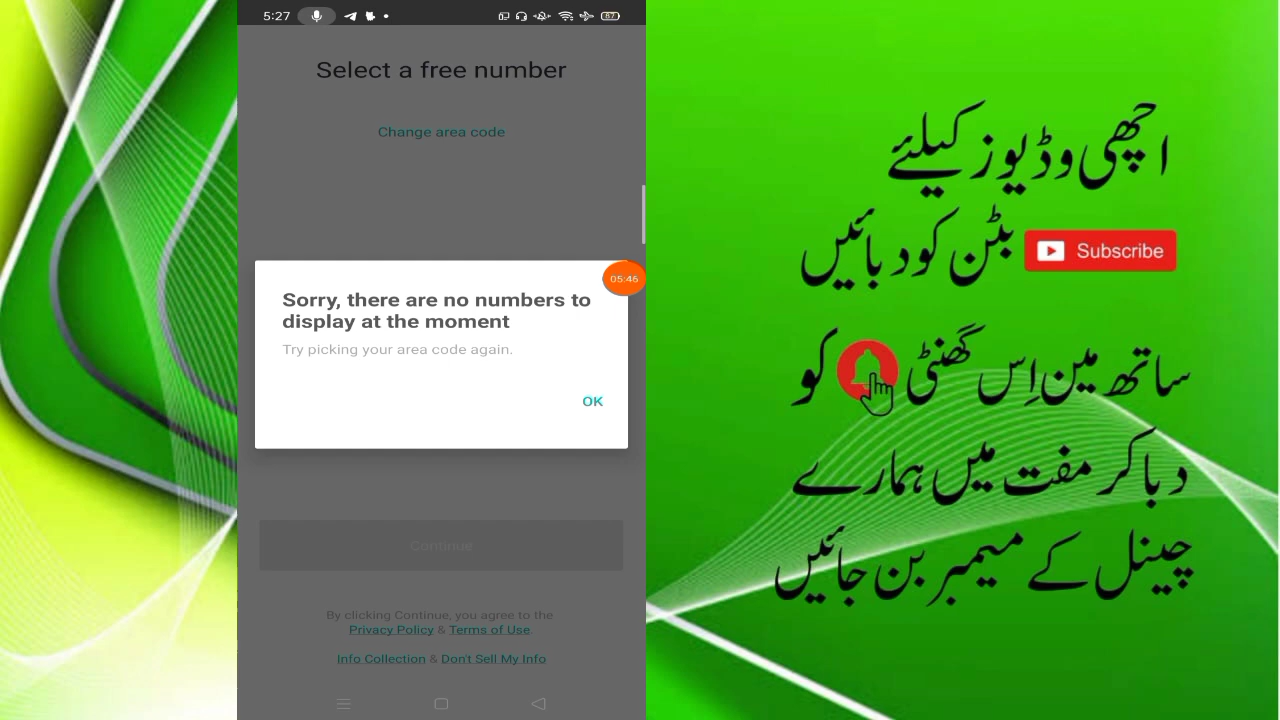 5:27
87
Select a free number
Change area code
05:46
Sorry, there are no numbers to
display at the moment
Try picking your area code again.
OK
Continue
By clicking Continue, you agree to the
Privacy Policy & Terms of Use.
Info Collection & Don't Sell My Info
اچھی وڈیوز کیلئے
Subscribe بٹن کو دبائیں
ساتھ مین اِس گھنٹی کو
دبا کر مفت میں ہمارے
چینل کے میمبر بن جائیں